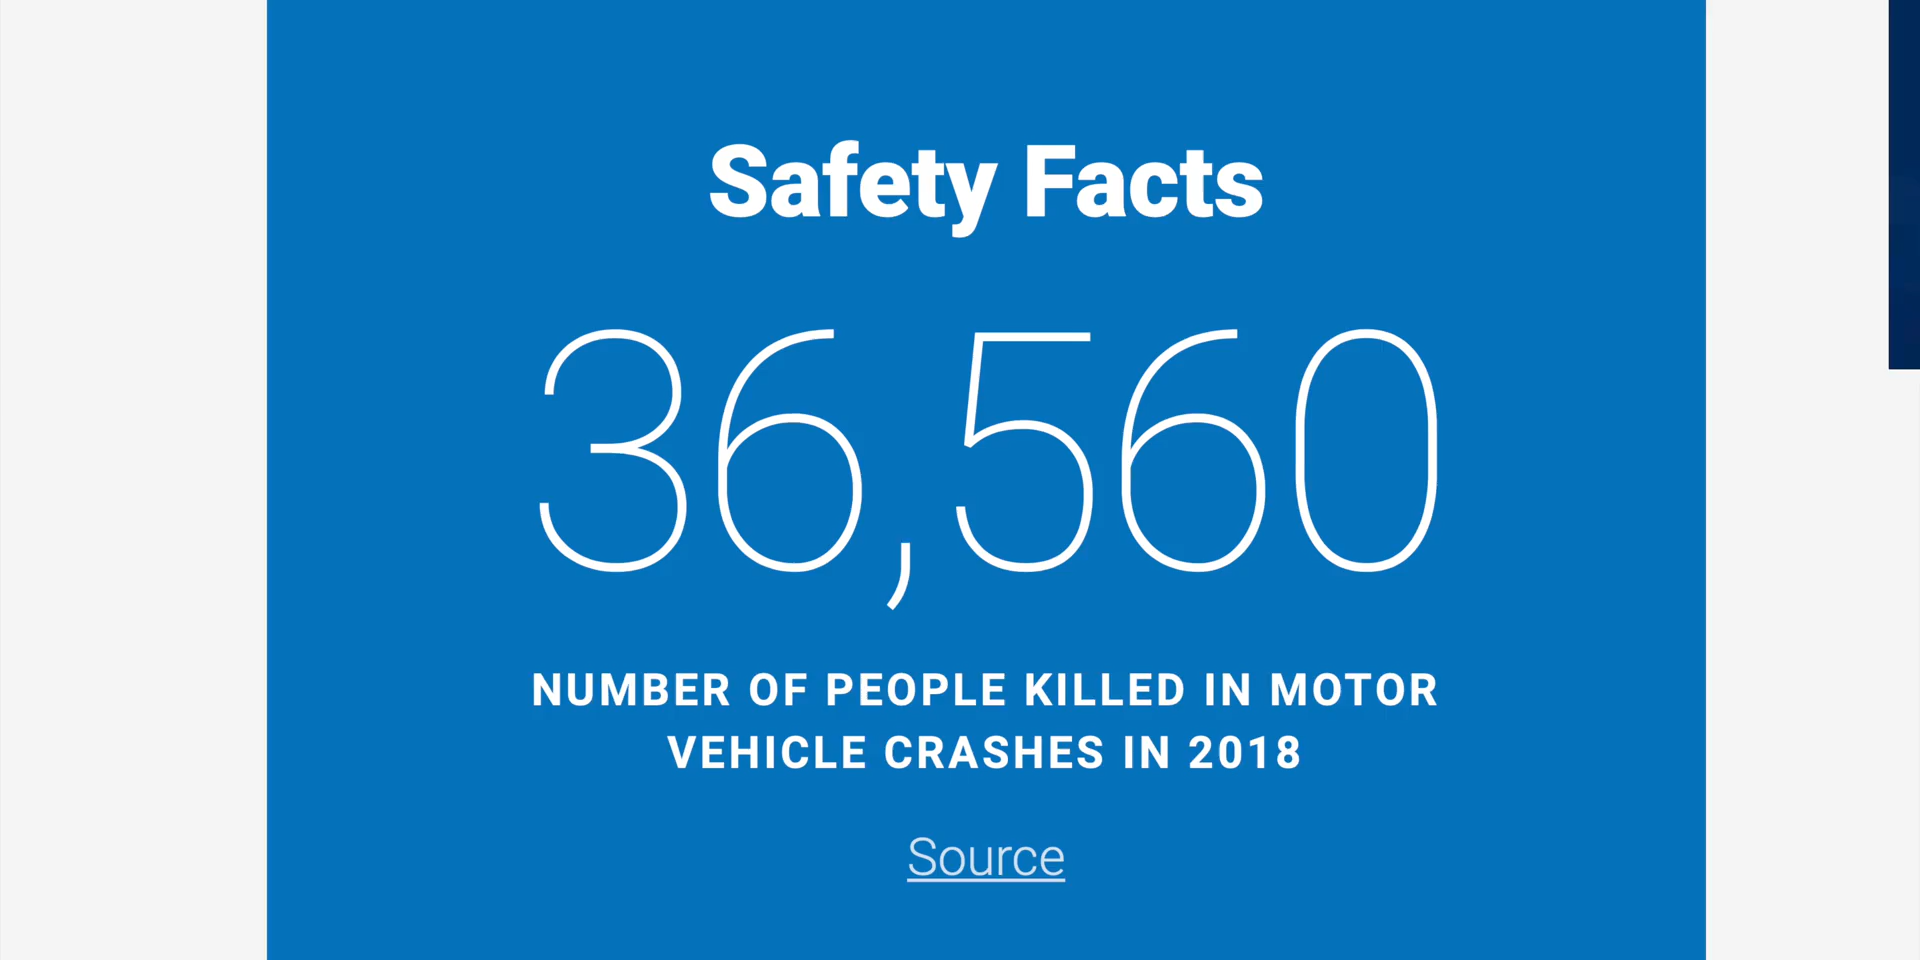 Safety Facts
36,560
NUMBER OF PEOPLE KILLED IN MOTOR
VEHICLE CRASHES IN 2018
Source